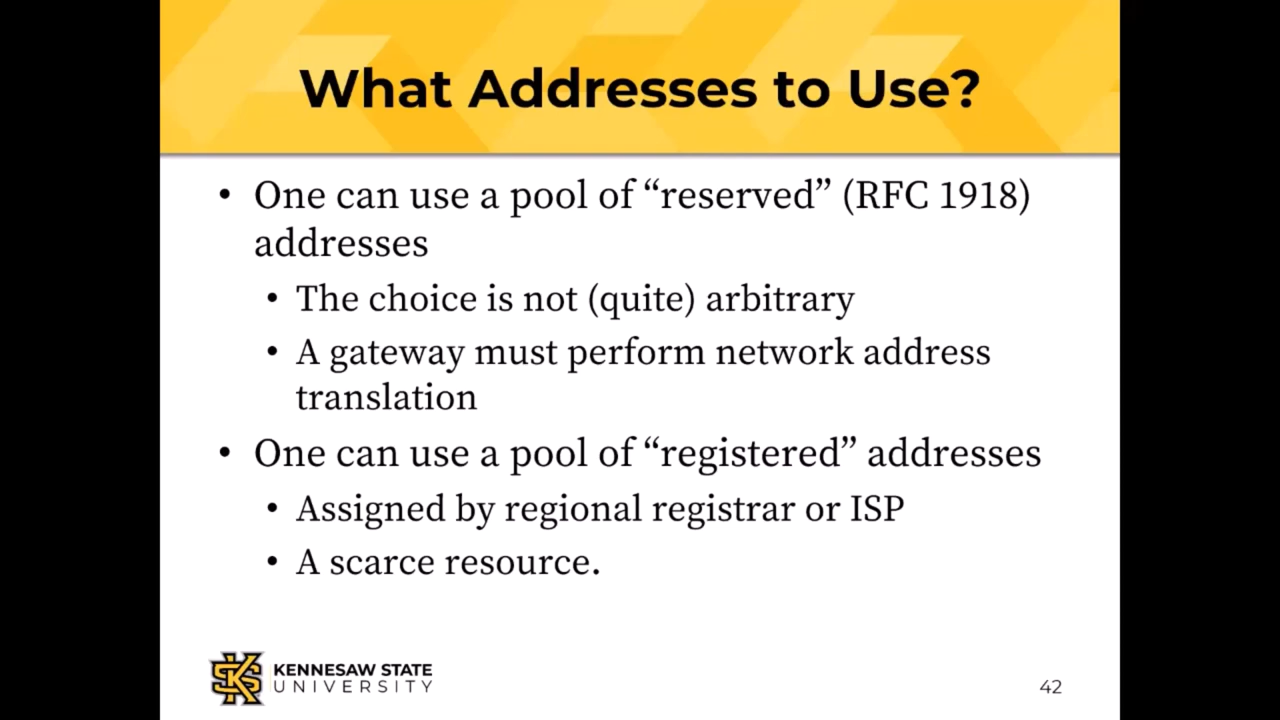 What Addresses to Use?
• One can use a pool of “reserved” (RFC 1918)
addresses
• The choice is not (quite) arbitrary
• A gateway must perform network address
translation
• One can use a pool of “registered” addresses
• Assigned by regional registrar or ISP
• A scarce resource.
KENNESAW STATE
UNIVERSITY
42